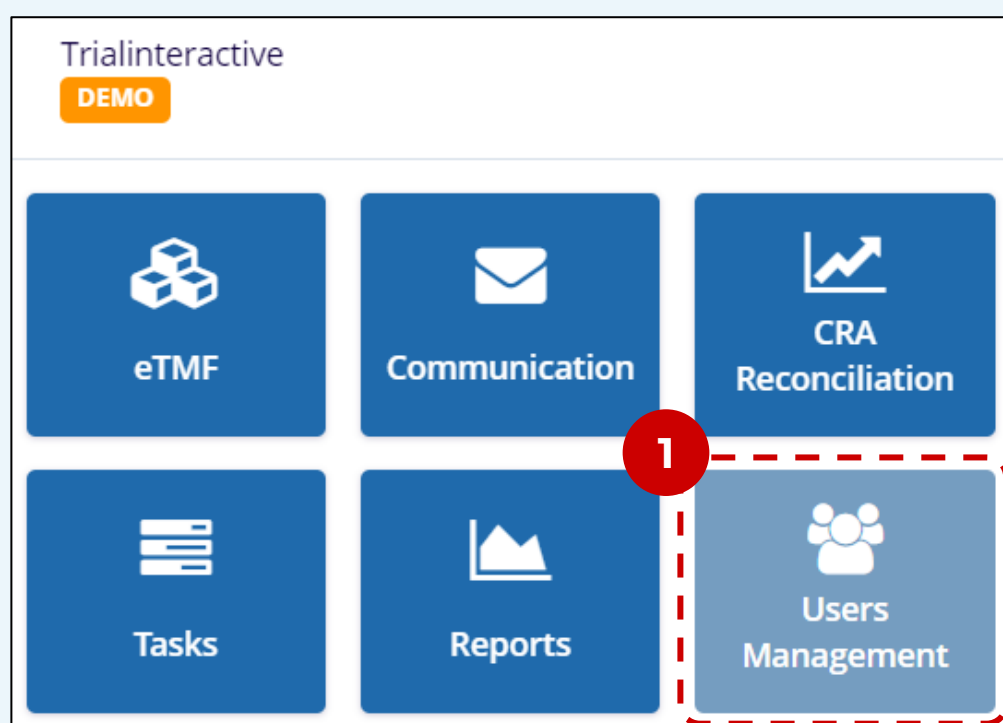 Trialinteractive
DEMO
eTMF
Communication
CRA
Reconciliation
1
Tasks
Reports
Users
Management